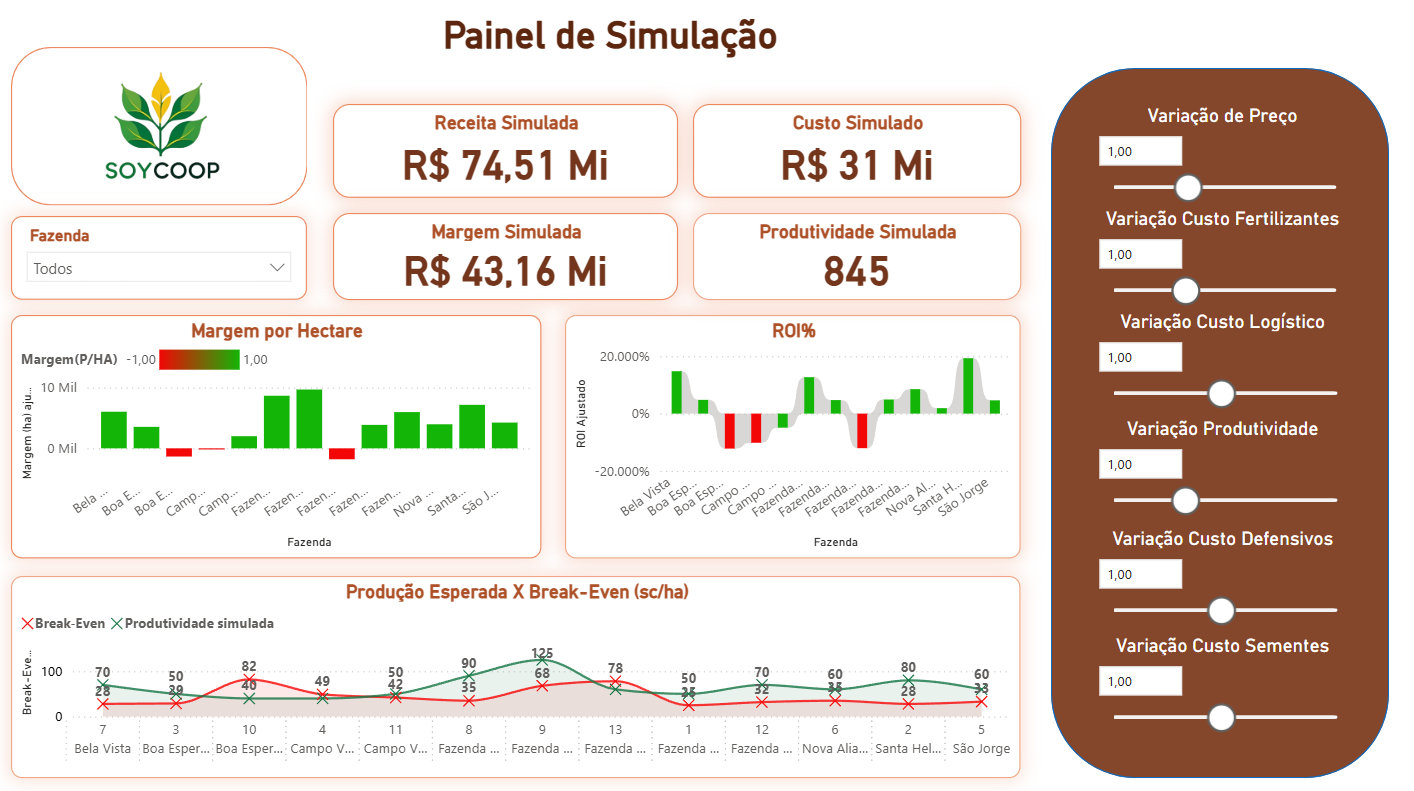 Painel de Simulação
SOYCOOP
Fazenda
Todos
Receita Simulada
R$ 74,51 Mi
Custo Simulado
R$ 31 Mi
Margem Simulada
R$ 43,16 Mi
Produtividade Simulada
845
Variação de Preço
1,00
Variação Custo Fertilizantes
1,00
Variação Custo Logístico
1,00
Variação Produtividade
1,00
Variação Custo Defensivos
1,00
Variação Custo Sementes
1,00
Margem por Hectare
Margem(P/HA) -1,00 1,00
Margem (ha) aju...
10 Mil
0 Mil
Bela ...
Boa E...
Boa E...
Camp...
Camp...
Fazen...
Fazen...
Fazen...
Fazen...
Fazen...
Nova ...
Santa...
São J...
Fazenda
ROI%
ROI Ajustado
20.000%
0%
-20.000%
Bela Vista
Boa Esp...
Boa Esp...
Campo ...
Campo ...
Fazenda...
Fazenda...
Fazenda...
Fazenda...
Fazenda...
Nova Al...
Santa H...
São Jorge
Fazenda
Produção Esperada X Break-Even (sc/ha)
Break-Even Produtividade simulada
Break-Eve...
100
0
70 50 82 49 50 90 125 78 50 70 60 80 60
28 29 40 42 35 68 32 28 33
7 3 10 4 11 8 9 13 1 12 6 2 5
Bela Vista Boa Esper... Boa Esper... Campo V... Campo V... Fazenda ... Fazenda ... Fazenda ... Fazenda ... Fazenda ... Nova Alia... Santa Hel... São Jorge